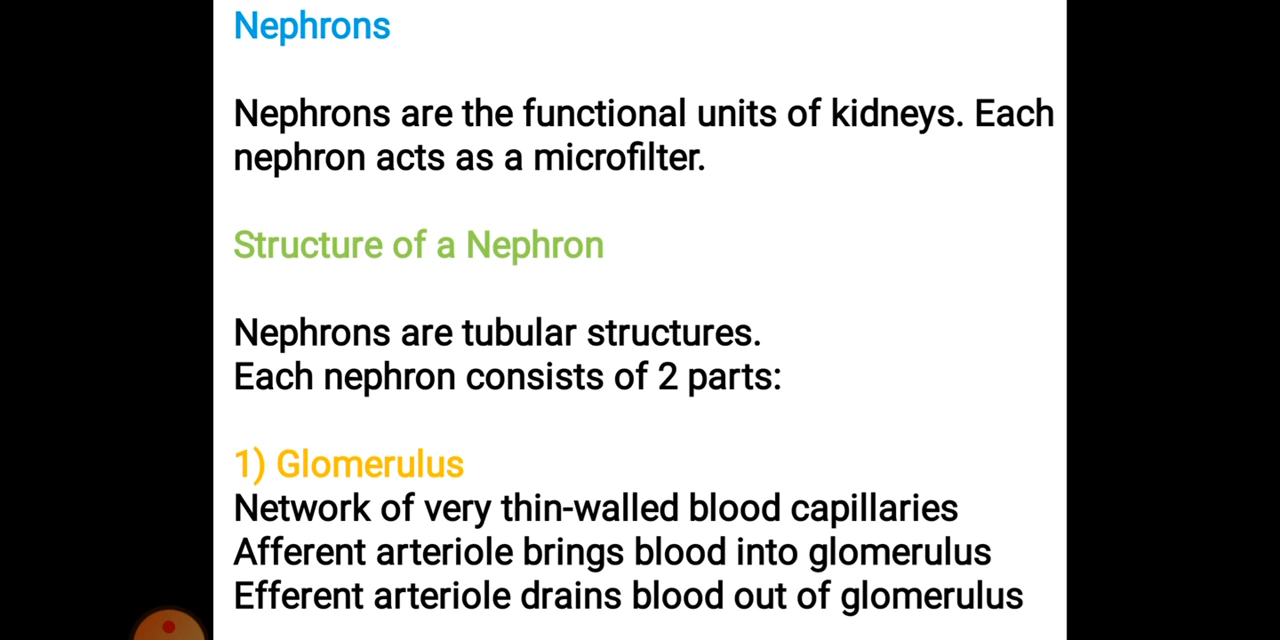 Nephrons
Nephrons are the functional units of kidneys. Each
nephron acts as a microfilter.
Structure of a Nephron
Nephrons are tubular structures.
Each nephron consists of 2 parts:
1) Glomerulus
Network of very thin-walled blood capillaries
Afferent arteriole brings blood into glomerulus
Efferent arteriole drains blood out of glomerulus